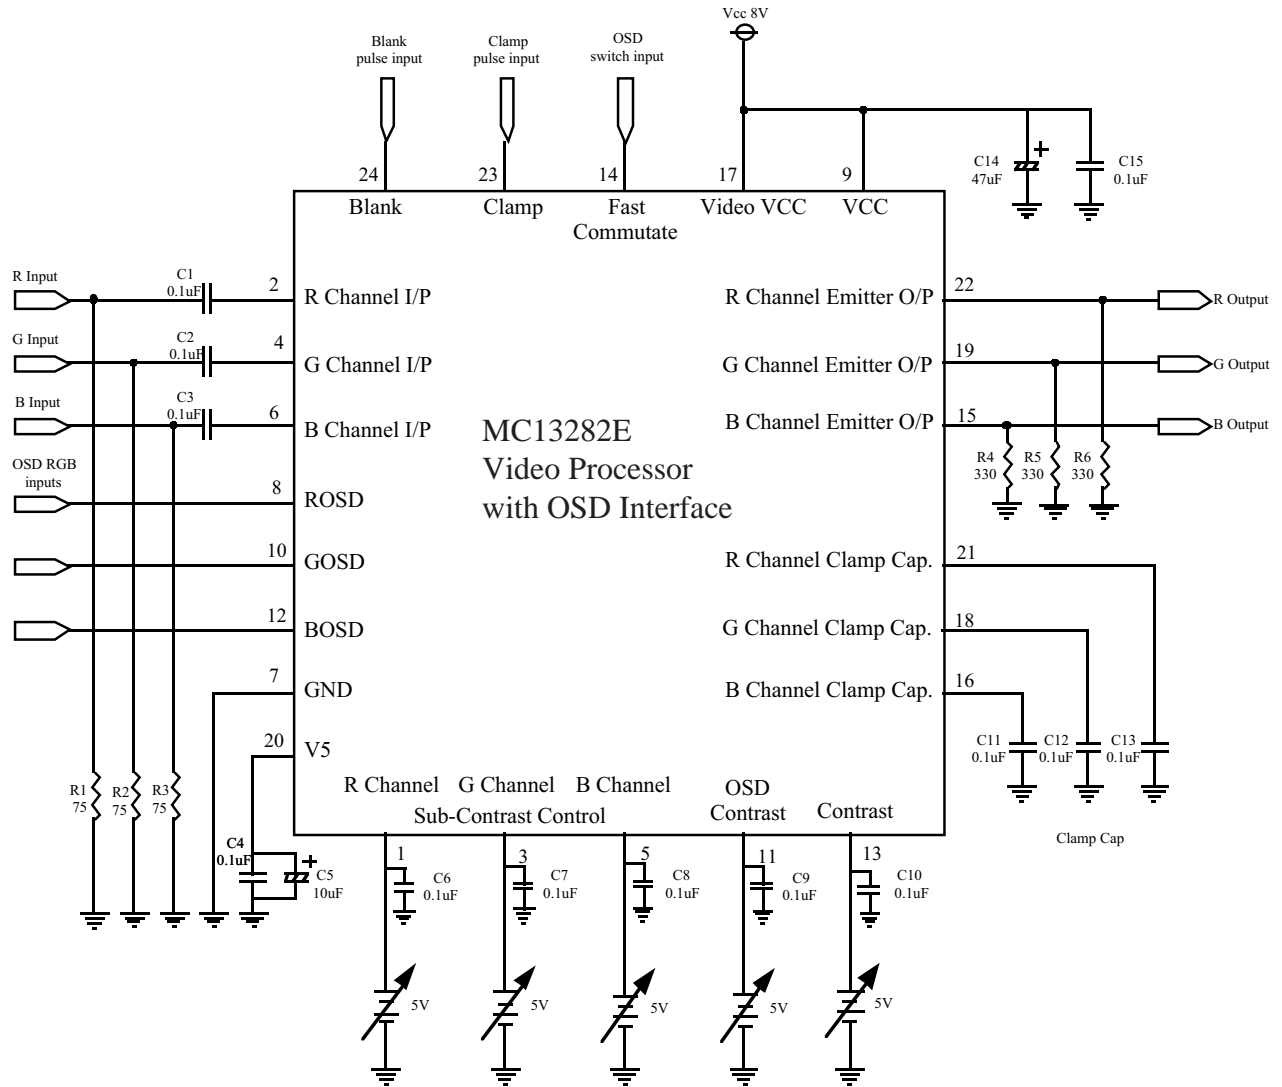 Vcc 8V
Blank
pulse input
Clamp
pulse input
OSD
switch input
24
23
14
17
9
C14
47uF
+
C15
0.1uF
Blank
Clamp
Fast
Commutate
Video VCC
VCC
R Input
C1
0.1uF
2
R Channel I/P
R Channel Emitter O/P
22
R Output
G Input
C2
0.1uF
4
G Channel I/P
G Channel Emitter O/P
19
G Output
B Input
C3
0.1uF
6
B Channel I/P
B Channel Emitter O/P
15
B Output
MC13282E
Video Processor
with OSD Interface
R4
330
R5
330
R6
330
OSD RGB
inputs
8
ROSD
10
GOSD
R Channel Clamp Cap.
21
12
BOSD
G Channel Clamp Cap.
18
7
GND
B Channel Clamp Cap.
16
20
V5
C11
0.1uF
C12
0.1uF
C13
0.1uF
R1
75
R2
75
R3
75
R Channel
G Channel
B Channel
Sub-Contrast Control
OSD
Contrast
Contrast
Clamp Cap
C4
0.1uF
+
C5
10uF
1
C6
0.1uF
3
C7
0.1uF
5
C8
0.1uF
11
C9
0.1uF
13
C10
0.1uF
5V
5V
5V
5V
5V